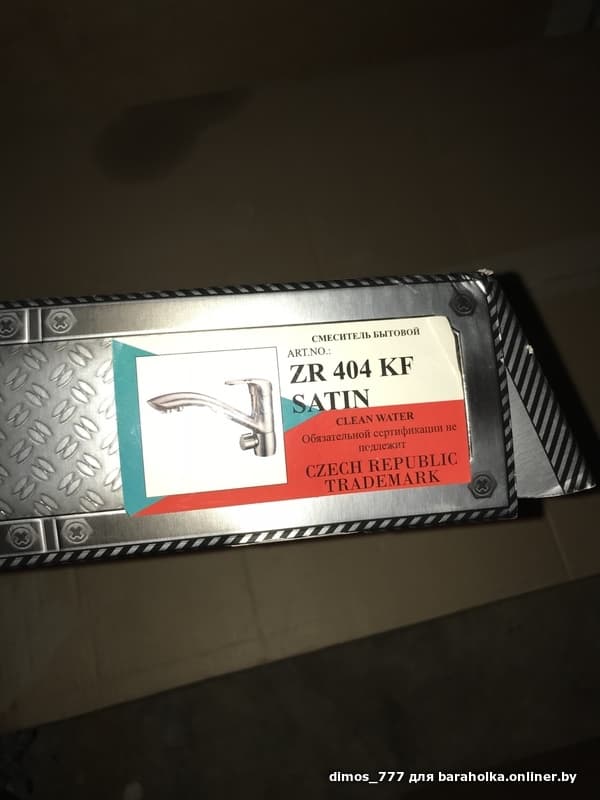 СМЕСИТЕЛЬ БЫТОВОЙ
ART.NO.:
ZR 404 KF
SATIN
CLEAN WATER
Обязательной сертификации не
подлежит
CZECH REPUBLIC
TRADEMARK
dimos_777 для baraholka.onliner.by